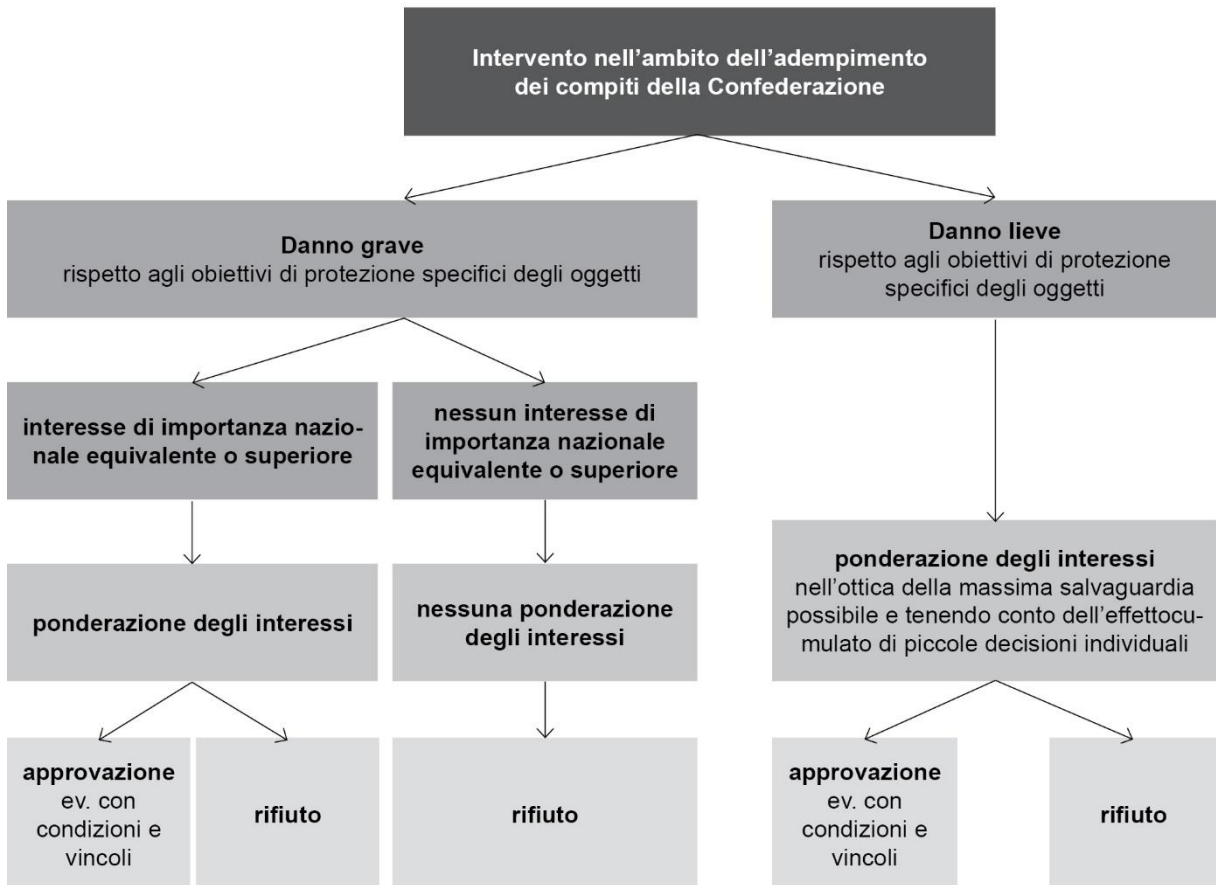 Intervento nell’ambito dell’adempimento
dei compiti della Confederazione
Danno grave
rispetto agli obiettivi di protezione specifici degli oggetti
Danno lieve
rispetto agli obiettivi di protezione
specifici degli oggetti
interesse di importanza nazio-
nale equivalente o superiore
nessun interesse di
importanza nazionale
equivalente o superiore
ponderazione degli interessi
nessuna ponderazione
degli interessi
ponderazione degli interessi
nell’ottica della massima salvaguardia
possibile e tenendo conto dell’effettocu-
mulato di piccole decisioni individuali
approvazione
ev. con
condizioni e
vincoli
rifiuto
rifiuto
approvazione
ev. con
condizioni e
vincoli
rifiuto